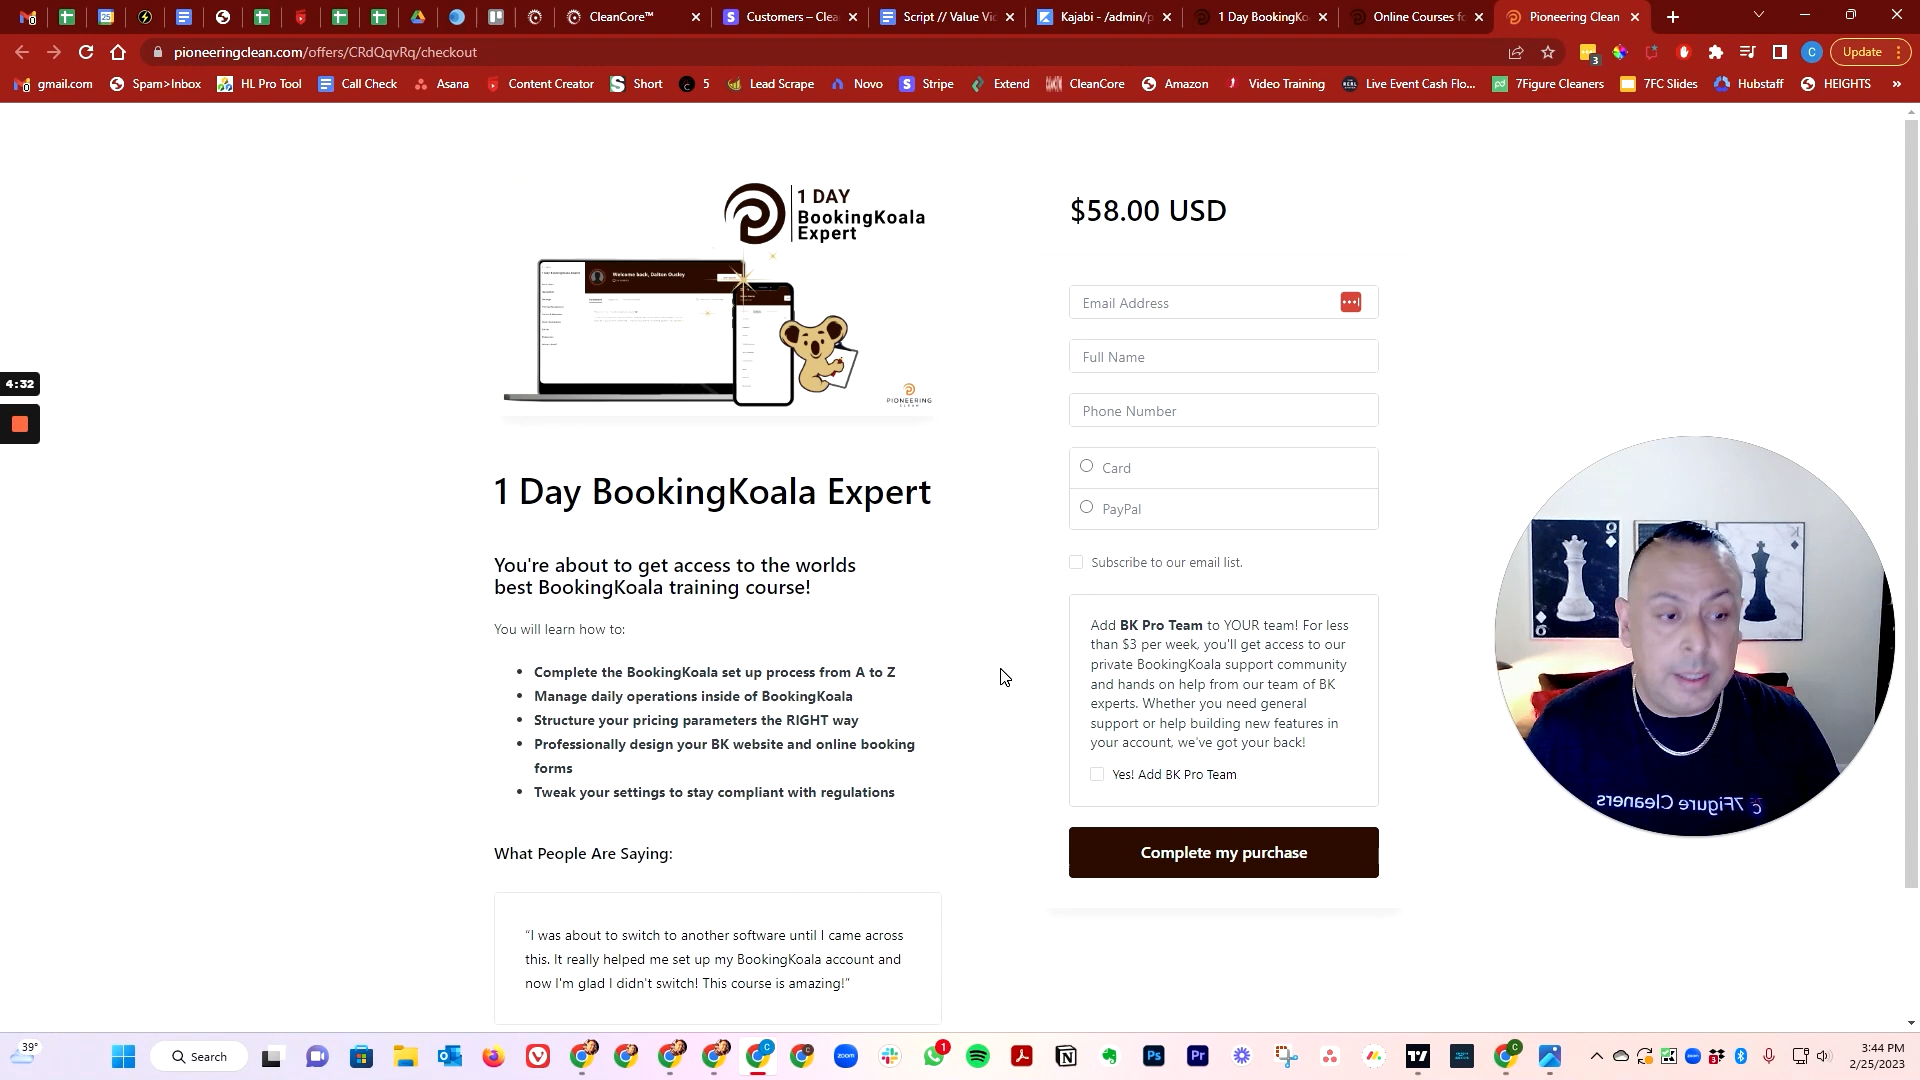 CleanCore™
Customers – Clea
Script // Value Vi
Kajabi - /admin/p
1 Day BookingKo
Online Courses fo
Pioneering Clean
pioneeringclean.com/offers/CRdQqvRq/checkout
Update
gmail.com
Spam>Inbox
HL Pro Tool
Call Check
Asana
Content Creator
Short
5
Lead Scrape
Novo
Stripe
Extend
CleanCore
Amazon
Video Training
Live Event Cash Flo...
7Figure Cleaners
7FC Slides
Hubstaff
HEIGHTS
1 DAY
BookingKoala
Expert
Welcome back, Dalton Ousley
PIONEERING
CLEAN
4:32
1 Day BookingKoala Expert
You're about to get access to the worlds
best BookingKoala training course!
You will learn how to:
Complete the BookingKoala set up process from A to Z
Manage daily operations inside of BookingKoala
Structure your pricing parameters the RIGHT way
Professionally design your BK website and online booking
forms
Tweak your settings to stay compliant with regulations
What People Are Saying:
“I was about to switch to another software until I came across
this. It really helped me set up my BookingKoala account and
now I'm glad I didn't switch! This course is amazing!”
$58.00 USD
Email Address
Full Name
Phone Number
Card
PayPal
Subscribe to our email list.
Add BK Pro Team to YOUR team! For less
than $3 per week, you'll get access to our
private BookingKoala support community
and hands on help from our team of BK
experts. Whether you need general
support or help building new features in
your account, we've got your back!
Yes! Add BK Pro Team
Complete my purchase
7Figure Cleaners
39°
Search
3:44 PM
2/25/2023